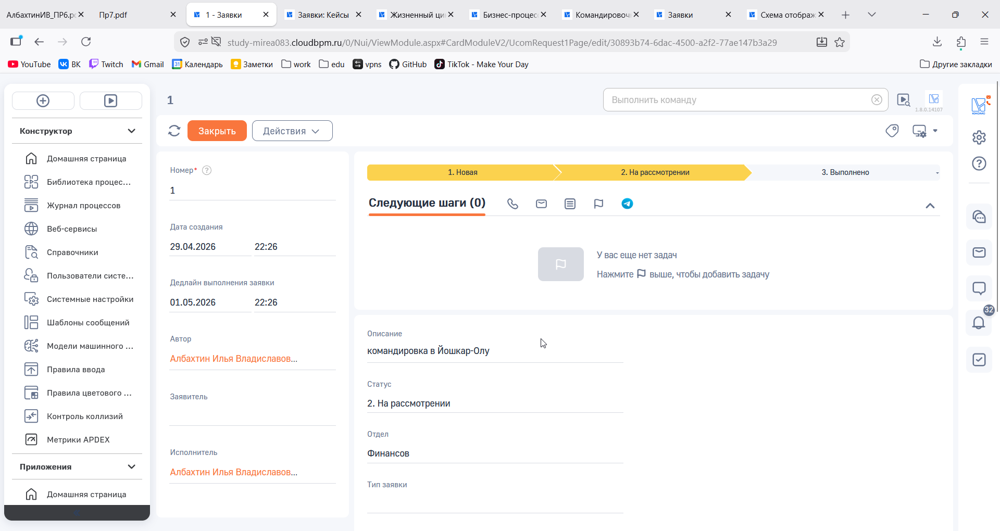 АлбахтинИВ_ПР6.pd
Пр7.pdf
1 - Заявки
Заявки: Кейсы
Жизненный ци
Бизнес-процес
Командировоч
Заявки
Схема отображ
study-mirea083.cloudbpm.ru/0/Nui/ViewModule.aspx#CardModuleV2/UcomRequest1Page/edit/30893b74-6dac-4500-a2f2-77ae147b3a29
YouTube
ВК
Twitch
Gmail
Календарь
Заметки
work
edu
vpns
GitHub
TikTok - Make Your Day
Другие закладки
Конструктор
Домашняя страница
Библиотека процес...
Журнал процессов
Веб-сервисы
Справочники
Пользователи систе...
Системные настройки
Шаблоны сообщений
Модели машинного ...
Правила ввода
Правила цветового ...
Контроль коллизий
Метрики APDEX
Приложения
Домашняя страница
1
Выполнить команду
1.8.0.14107
Закрыть
Действия
Номер*
1
Дата создания
29.04.2026 22:26
Дедлайн выполнения заявки
01.05.2026 22:26
Автор
Албахтин Илья Владиславов...
Заявитель
Исполнитель
Албахтин Илья Владиславов...
1. Новая
2. На рассмотрении
3. Выполнено
Следующие шаги (0)
У вас еще нет задач
Нажмите выше, чтобы добавить задачу
Описание
командировка в Йошкар-Олу
Статус
2. На рассмотрении
Отдел
Финансов
Тип заявки
ЮКОМО
32